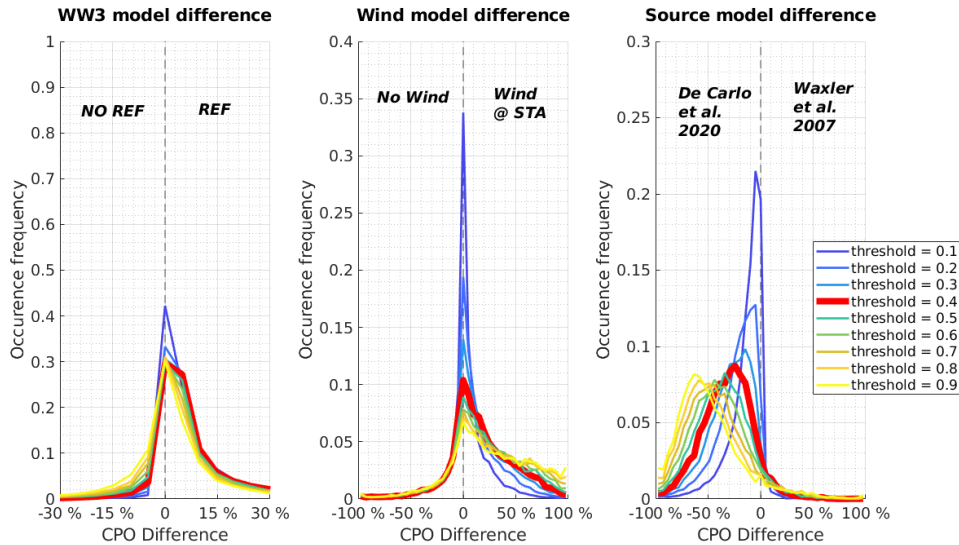 WW3 model difference
Occurence frequency
1
0.9
0.8
0.7
0.6
0.5
0.4
0.3
0.2
0.1
0
NO REF
REF
-30 %
-15 %
0
15 %
30 %
CPO Difference
Wind model difference
Occurence frequency
0.4
0.35
0.3
0.25
0.2
0.15
0.1
0.05
0
No Wind
Wind
@ STA
-100 %
-50 %
0
50 %
100 %
CPO Difference
Source model difference
Occurence frequency
0.3
0.25
0.2
0.15
0.1
0.05
0
De Carlo
et al.
2020
Waxler
et al.
2007
-100 %
-50 %
0
50 %
100 %
CPO Difference
threshold = 0.1
threshold = 0.2
threshold = 0.3
threshold = 0.4
threshold = 0.5
threshold = 0.6
threshold = 0.7
threshold = 0.8
threshold = 0.9